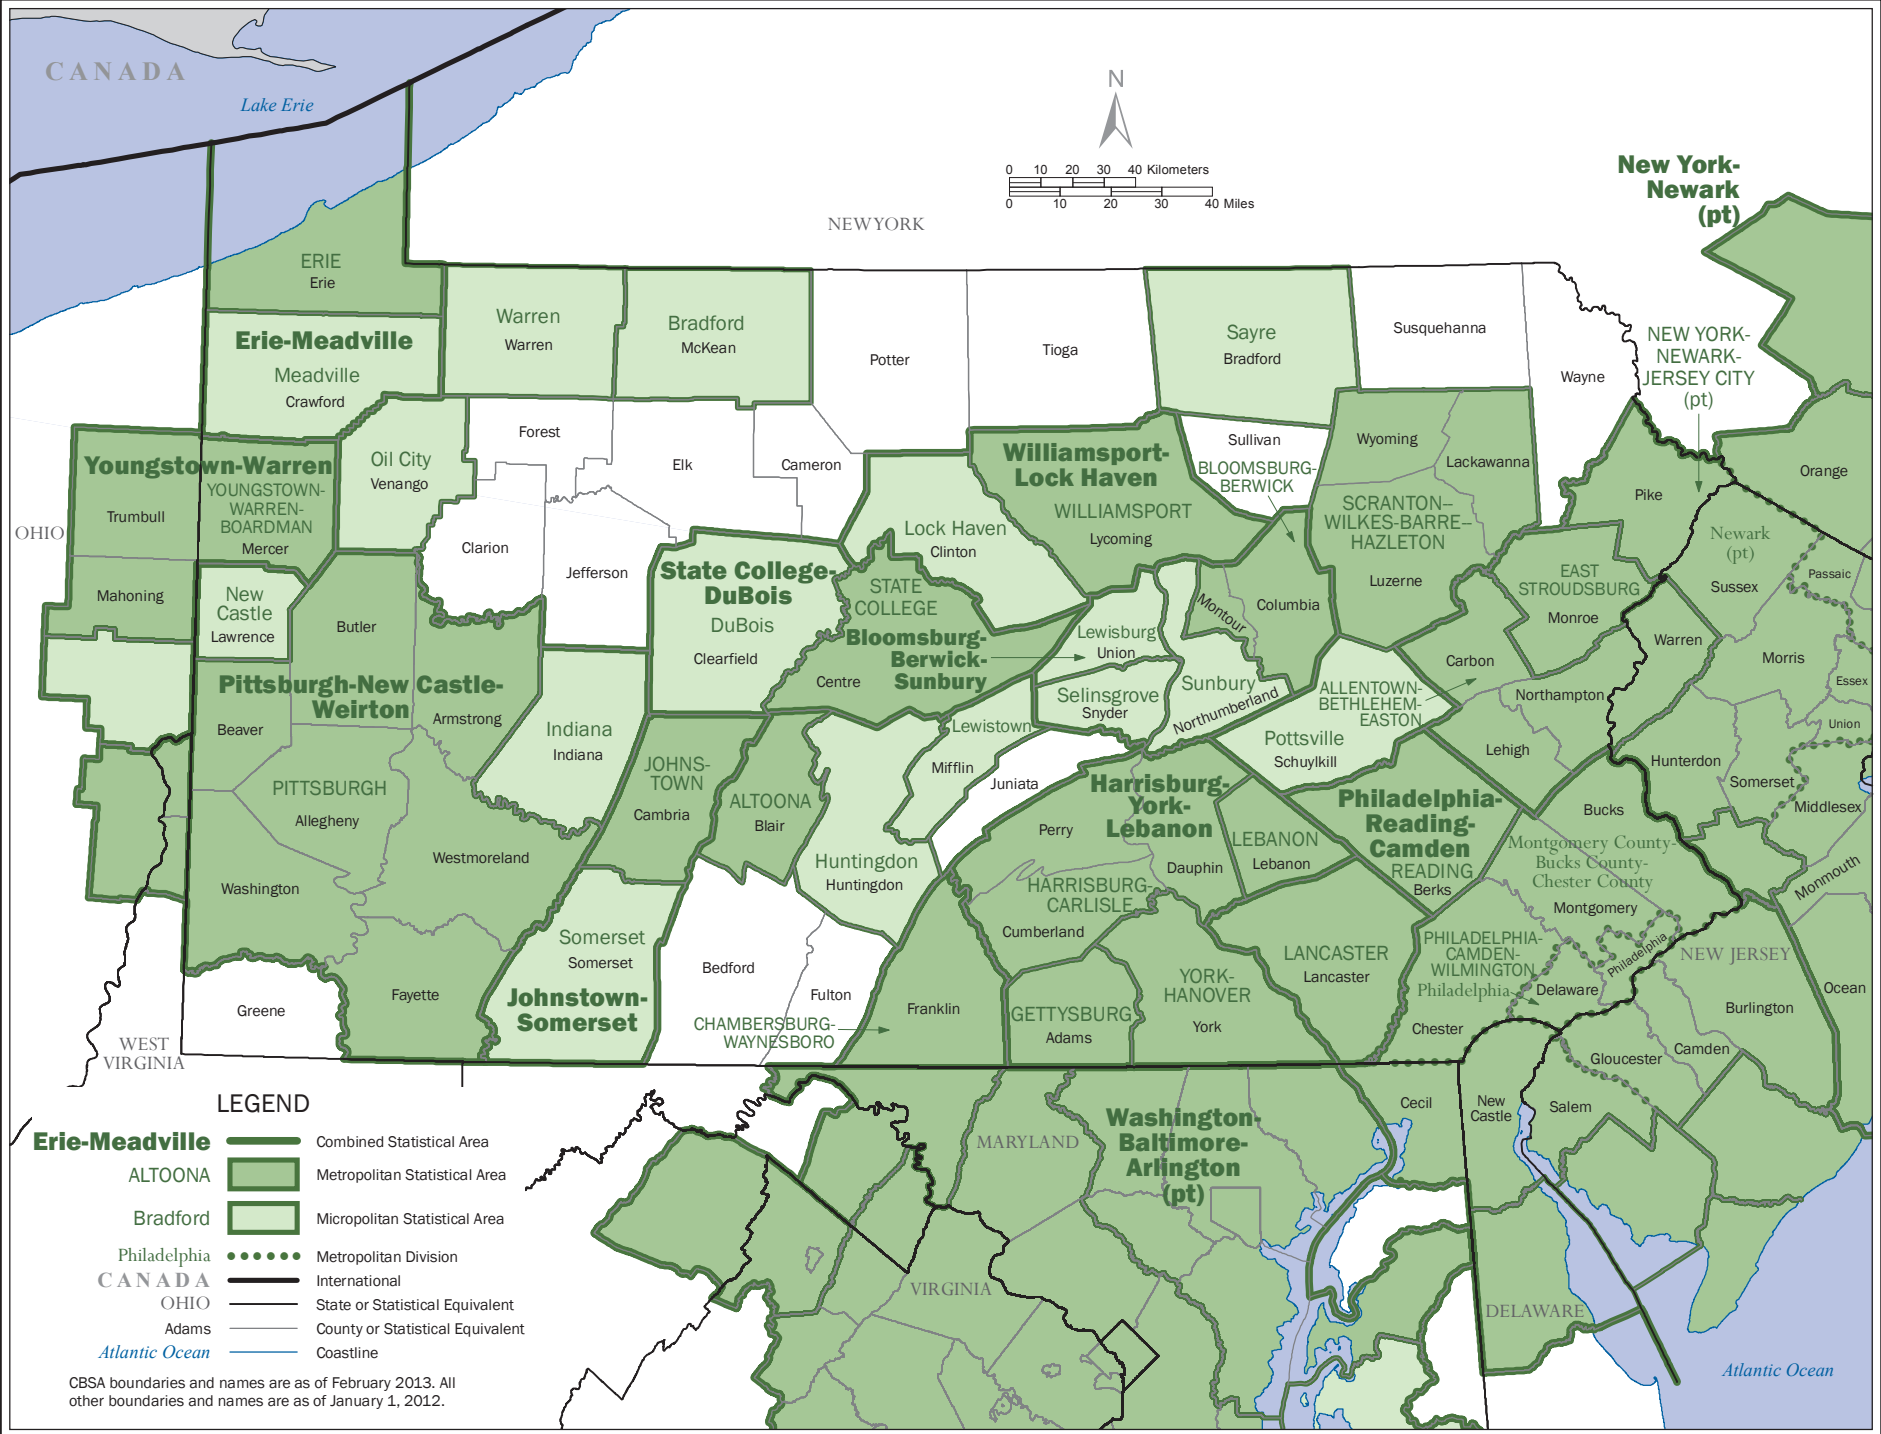 CANADA
Lake Erie
N
0 10 20 30 40 Kilometers
0 10 20 30 40 Miles
NEW YORK
New York-
Newark
(pt)
ERIE
Erie
Erie-Meadville
Meadville
Crawford
Warren
Warren
Bradford
McKean
Potter
Tioga
Sayre
Bradford
Susquehanna
Wayne
NEW YORK-
NEWARK-
JERSEY CITY
(pt)
Orange
Youngstown-Warren
YOUNGSTOWN-
WARREN-
BOARDMAN
Mercer
Trumbull
OHIO
Mahoning
Oil City
Venango
Forest
Elk
Cameron
Clarion
Jefferson
Williamsport-
Lock Haven
WILLIAMSPORT
Lycoming
Lock Haven
Clinton
Sullivan
BLOOMSBURG-
BERWICK
Wyoming
Lackawanna
SCRANTON–
WILKES-BARRE–
HAZLETON
Luzerne
Pike
Newark
(pt)
Sussex
Passaic
EAST
STROUDSBURG
Monroe
New
Castle
Lawrence
Butler
State College-
DuBois
DuBois
Clearfield
STATE
COLLEGE
Centre
Bloomsburg-
Berwick-
Sunbury
Lewisburg
Union
Montour
Columbia
Selinsgrove
Snyder
Sunbury
Northumberland
Carbon
ALLENTOWN-
BETHLEHEM-
EASTON
Northampton
Lehigh
Warren
Morris
Essex
Union
Hunterdon
Somerset
Middlesex
Monmouth
Pittsburgh-New Castle-
Weirton
Armstrong
Beaver
PITTSBURGH
Allegheny
Westmoreland
Washington
Fayette
Greene
Indiana
Indiana
JOHNS-
TOWN
Cambria
ALTOONA
Blair
Lewistown
Mifflin
Juniata
Huntingdon
Huntingdon
Pottsville
Schuylkill
Harrisburg-
York-
Lebanon
Perry
Dauphin
HARRISBURG-
CARLISLE
Cumberland
LEBANON
Lebanon
Philadelphia-
Reading-
Camden
READING
Berks
Bucks
Montgomery County-
Bucks County-
Chester County
Montgomery
PHILADELPHIA-
CAMDEN-
WILMINGTON
Philadelphia
Philadelphia
Delaware
Chester
NEW JERSEY
Burlington
Ocean
Camden
Gloucester
Salem
Somerset
Somerset
Johnstown-
Somerset
Bedford
Fulton
CHAMBERSBURG-
WAYNESBORO
Franklin
GETTYSBURG
Adams
YORK-
HANOVER
York
LANCASTER
Lancaster
WEST
VIRGINIA
MARYLAND
Washington-
Baltimore-
Arlington
(pt)
Cecil
New
Castle
VIRGINIA
DELAWARE
Atlantic Ocean
LEGEND
Erie-Meadville Combined Statistical Area
ALTOONA Metropolitan Statistical Area
Bradford Micropolitan Statistical Area
Philadelphia Metropolitan Division
CANADA International
OHIO State or Statistical Equivalent
Adams County or Statistical Equivalent
Atlantic Ocean Coastline
CBSA boundaries and names are as of February 2013. All
other boundaries and names are as of January 1, 2012.